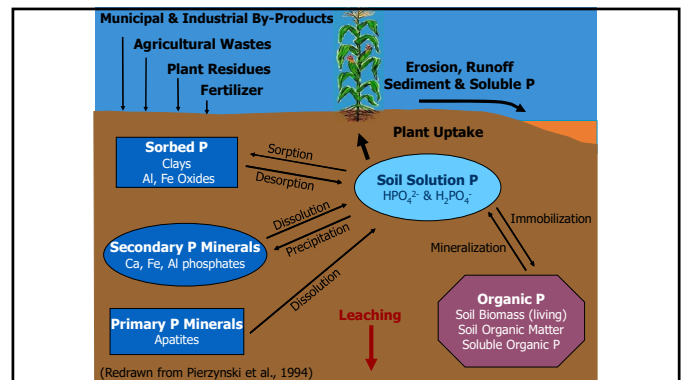 Municipal & Industrial By-Products
Agricultural Wastes
Plant Residues
Fertilizer
Erosion, Runoff
Sediment & Soluble P
Plant Uptake
Sorbed P
Clays
Al, Fe Oxides
Sorption
Desorption
Soil Solution P
HPO₄²⁻ & H₂PO₄⁻
Immobilization
Mineralization
Dissolution
Precipitation
Secondary P Minerals
Ca, Fe, Al phosphates
Dissolution
Primary P Minerals
Apatites
Leaching
Organic P
Soil Biomass (living)
Soil Organic Matter
Soluble Organic P
(Redrawn from Pierzynski et al., 1994)